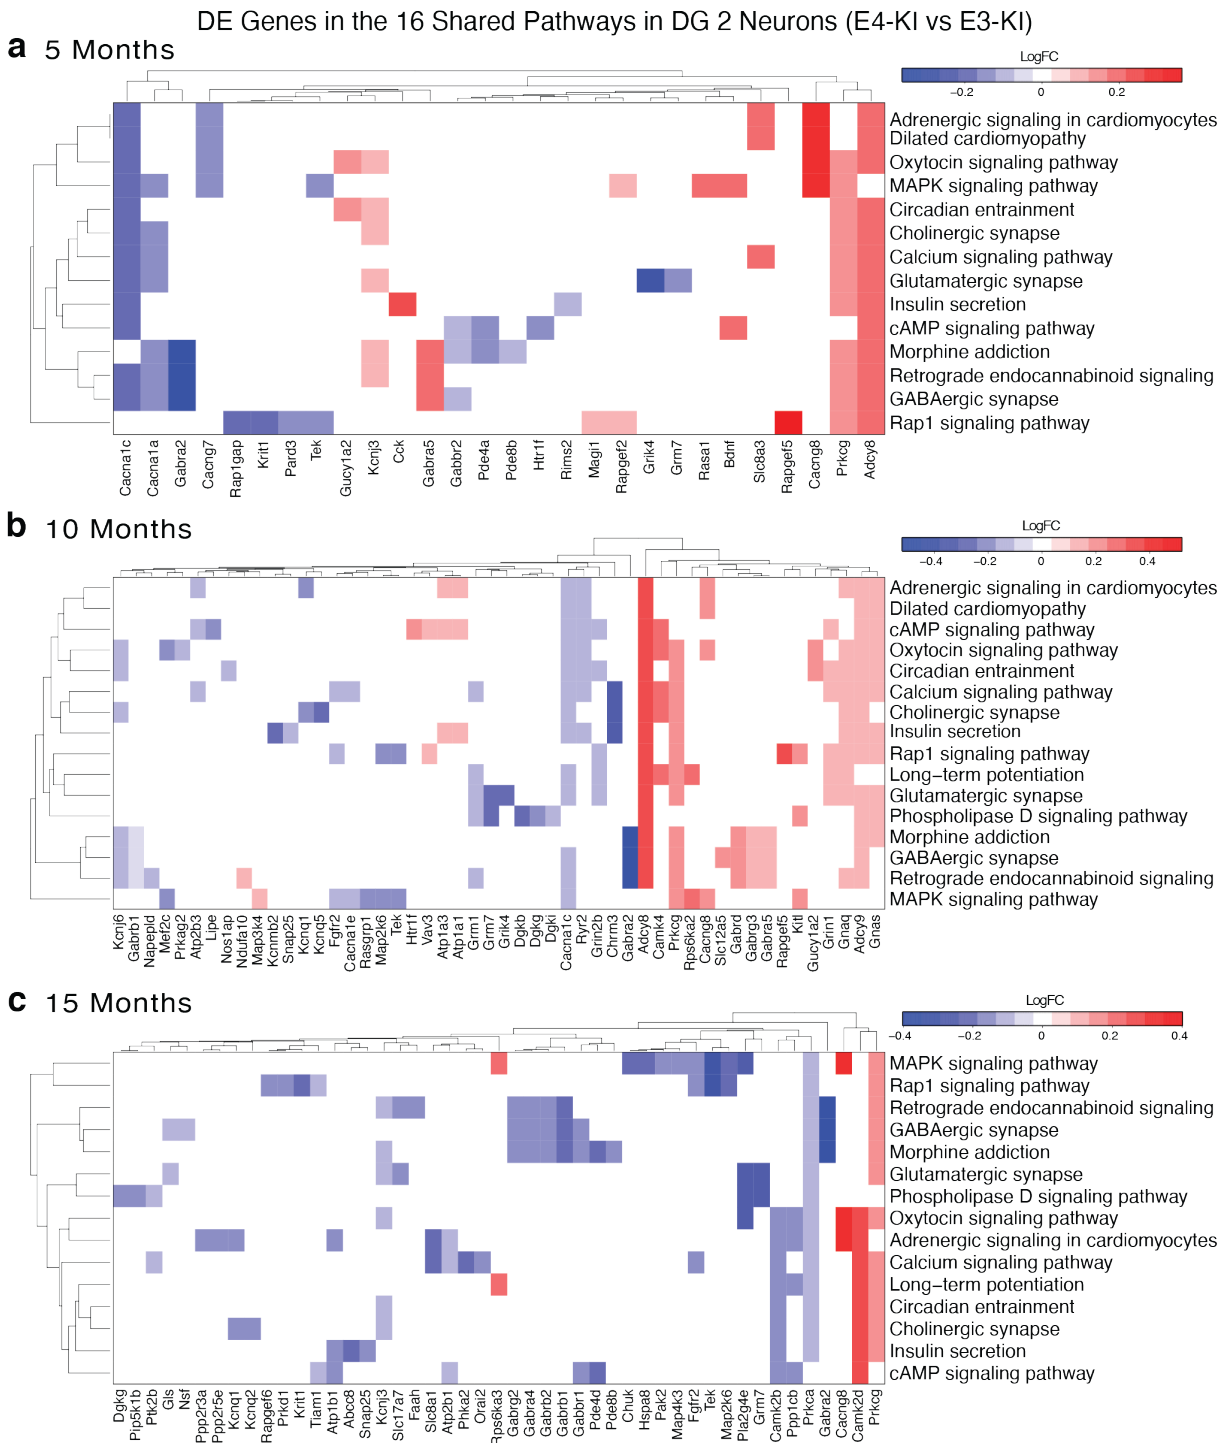 DE Genes in the 16 Shared Pathways in DG 2 Neurons (E4-KI vs E3-KI)
a 5 Months
LogFC
−0.2 0 0.2
Adrenergic signaling in cardiomyocytes
Dilated cardiomyopathy
Oxytocin signaling pathway
MAPK signaling pathway
Circadian entrainment
Cholinergic synapse
Calcium signaling pathway
Glutamatergic synapse
Insulin secretion
cAMP signaling pathway
Morphine addiction
Retrograde endocannabinoid signaling
GABAergic synapse
Rap1 signaling pathway
Cacna1c Cacna1a Gabra2 Cacng7 Rap1gap Krit1 Pard3 Tek Gucy1a2 Kcnj3 Cck Gabra5 Gabbr2 Pde4a Pde8b Htr1f Rims2 Magi1 Rapgef2 Grik4 Grm7 Rasa1 Bdnf Slc8a3 Rapgef5 Cacng8 Prkcg Adcy8
b 10 Months
LogFC
−0.4 −0.2 0 0.2 0.4
Adrenergic signaling in cardiomyocytes
Dilated cardiomyopathy
cAMP signaling pathway
Oxytocin signaling pathway
Circadian entrainment
Calcium signaling pathway
Cholinergic synapse
Insulin secretion
Rap1 signaling pathway
Long−term potentiation
Glutamatergic synapse
Phospholipase D signaling pathway
Morphine addiction
GABAergic synapse
Retrograde endocannabinoid signaling
MAPK signaling pathway
Kcnj6 Gabrb1 Napepld Mef2c Prkag2 Atp2b3 Lipe Nos1ap Ndufa10 Map3k4 Kcnmb2 Snap25 Kcnq1 Kcnq5 Fgfr2 Cacna1e Rasgrp1 Map2k6 Tek Htr1f Vav3 Atp1a3 Atp1a1 Grm1 Grm7 Grik4 Dgkb Dgkg Dgki Cacna1c Ryr2 Grin2b Chrm3 Gabra2 Adcy8 Camk4 Prkcg Rps6ka2 Cacng8 Slc12a5 Gabrd Gabrg3 Gabra5 Rapgef5 Kitl Gucy1a2 Grin1 Gnaq Adcy9 Gnas
c 15 Months
LogFC
−0.4 −0.2 0 0.2 0.4
MAPK signaling pathway
Rap1 signaling pathway
Retrograde endocannabinoid signaling
GABAergic synapse
Morphine addiction
Glutamatergic synapse
Phospholipase D signaling pathway
Oxytocin signaling pathway
Adrenergic signaling in cardiomyocytes
Calcium signaling pathway
Long−term potentiation
Circadian entrainment
Cholinergic synapse
Insulin secretion
cAMP signaling pathway
Dgkg Pip5k1b Ptk2b Gls Nsf Ppp2r3a Ppp2r5e Kcnq1 Kcnq2 Rapgef6 Prkd1 Krit1 Tiam1 Atp1b1 Abcc8 Snap25 Kcnj3 Slc17a7 Faah Slc8a1 Atp2b1 Phka2 Orai2 Rps6ka3 Gabrg2 Gabra4 Gabrb2 Gabrb1 Gabbr1 Pde4d Pde8b Chuk Hspa8 Pak2 Map4k3 Fgfr2 Tek Map2k6 Pla2g4e Grm7 Camk2b Ppp1cb Prkca Gabra2 Cacng8 Camk2d Prkcg